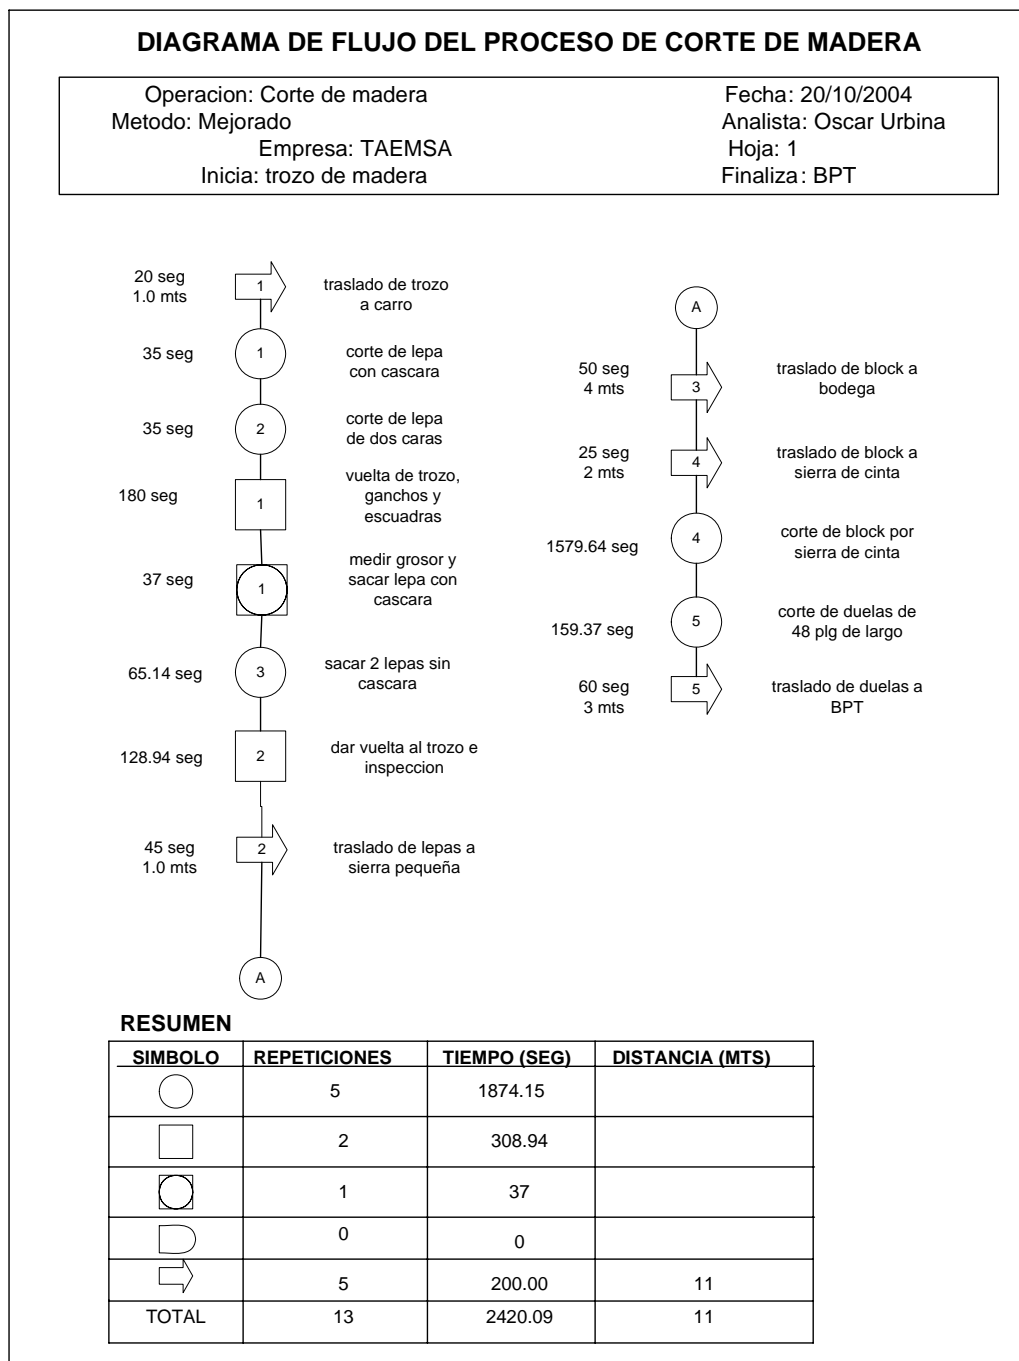 DIAGRAMA DE FLUJO DEL PROCESO DE CORTE DE MADERA
Operacion: Corte de madera
Fecha: 20/10/2004
Metodo: Mejorado
Analista: Oscar Urbina
Empresa: TAEMSA
Hoja: 1
Inicia: trozo de madera
Finaliza: BPT
20 seg
1.0 mts
1
traslado de trozo
a carro
35 seg
1
corte de lepa
con cascara
35 seg
2
corte de lepa
de dos caras
180 seg
1
vuelta de trozo,
ganchos y
escuadras
37 seg
1
medir grosor y
sacar lepa con
cascara
65.14 seg
3
sacar 2 lepas sin
cascara
128.94 seg
2
dar vuelta al trozo e
inspeccion
45 seg
1.0 mts
2
traslado de lepas a
sierra pequeña
A
A
50 seg
4 mts
3
traslado de block a
bodega
25 seg
2 mts
4
traslado de block a
sierra de cinta
1579.64 seg
4
corte de block por
sierra de cinta
159.37 seg
5
corte de duelas de
48 plg de largo
60 seg
3 mts
5
traslado de duelas a
BPT
RESUMEN
SIMBOLO REPETICIONES TIEMPO (SEG) DISTANCIA (MTS)
5 1874.15
2 308.94
1 37
0 0
5 200.00 11
TOTAL 13 2420.09 11